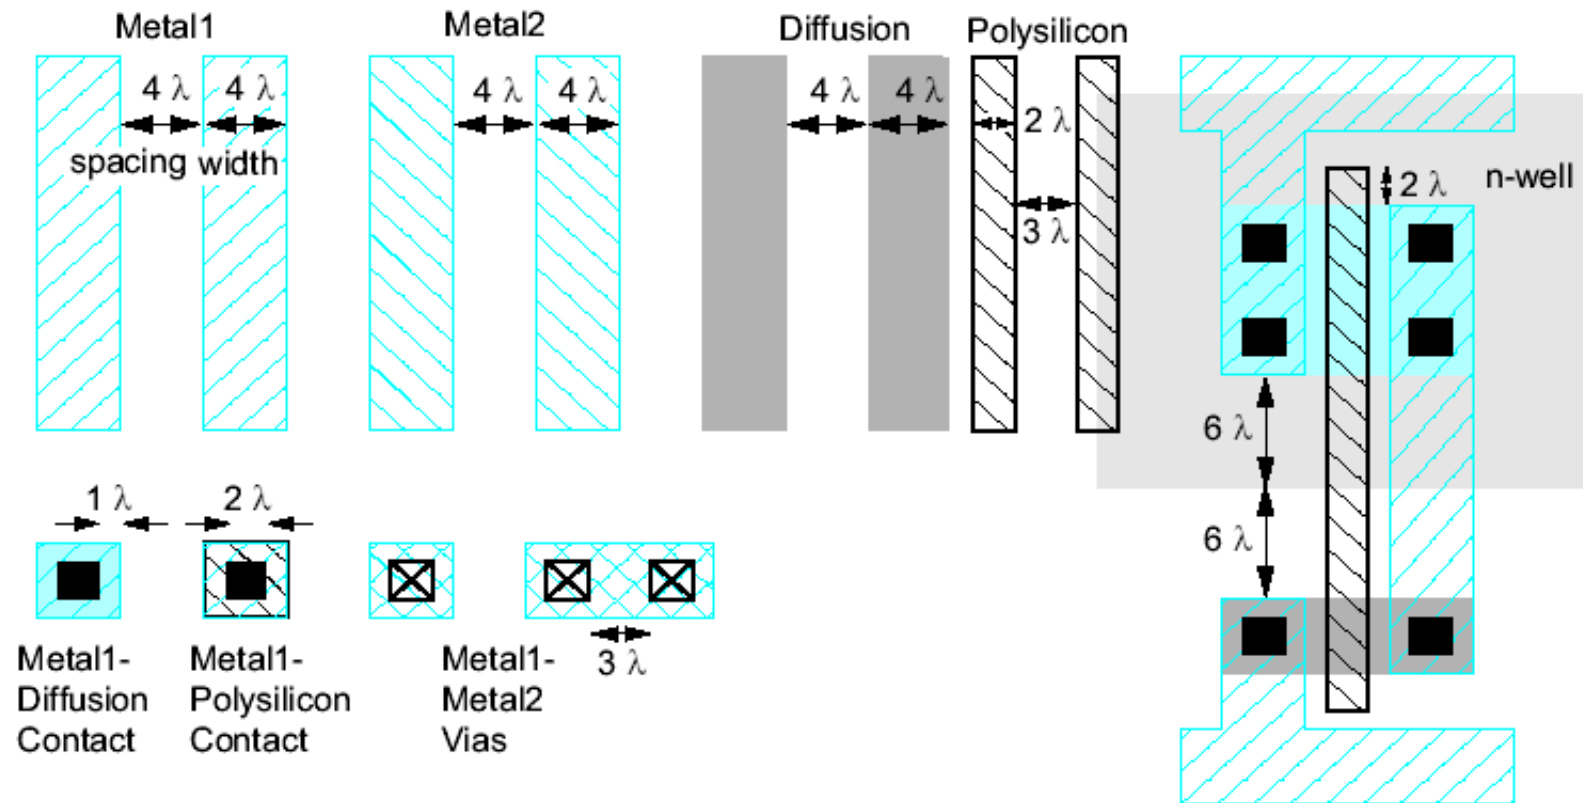 Metal1
Metal2
Diffusion
Polysilicon
4 λ
4 λ
4 λ
4 λ
4 λ
4 λ
2 λ
spacing width
3 λ
2 λ
n-well
6 λ
6 λ
1 λ
2 λ
3 λ
Metal1-
Diffusion
Contact
Metal1-
Polysilicon
Contact
Metal1-
Metal2
Vias